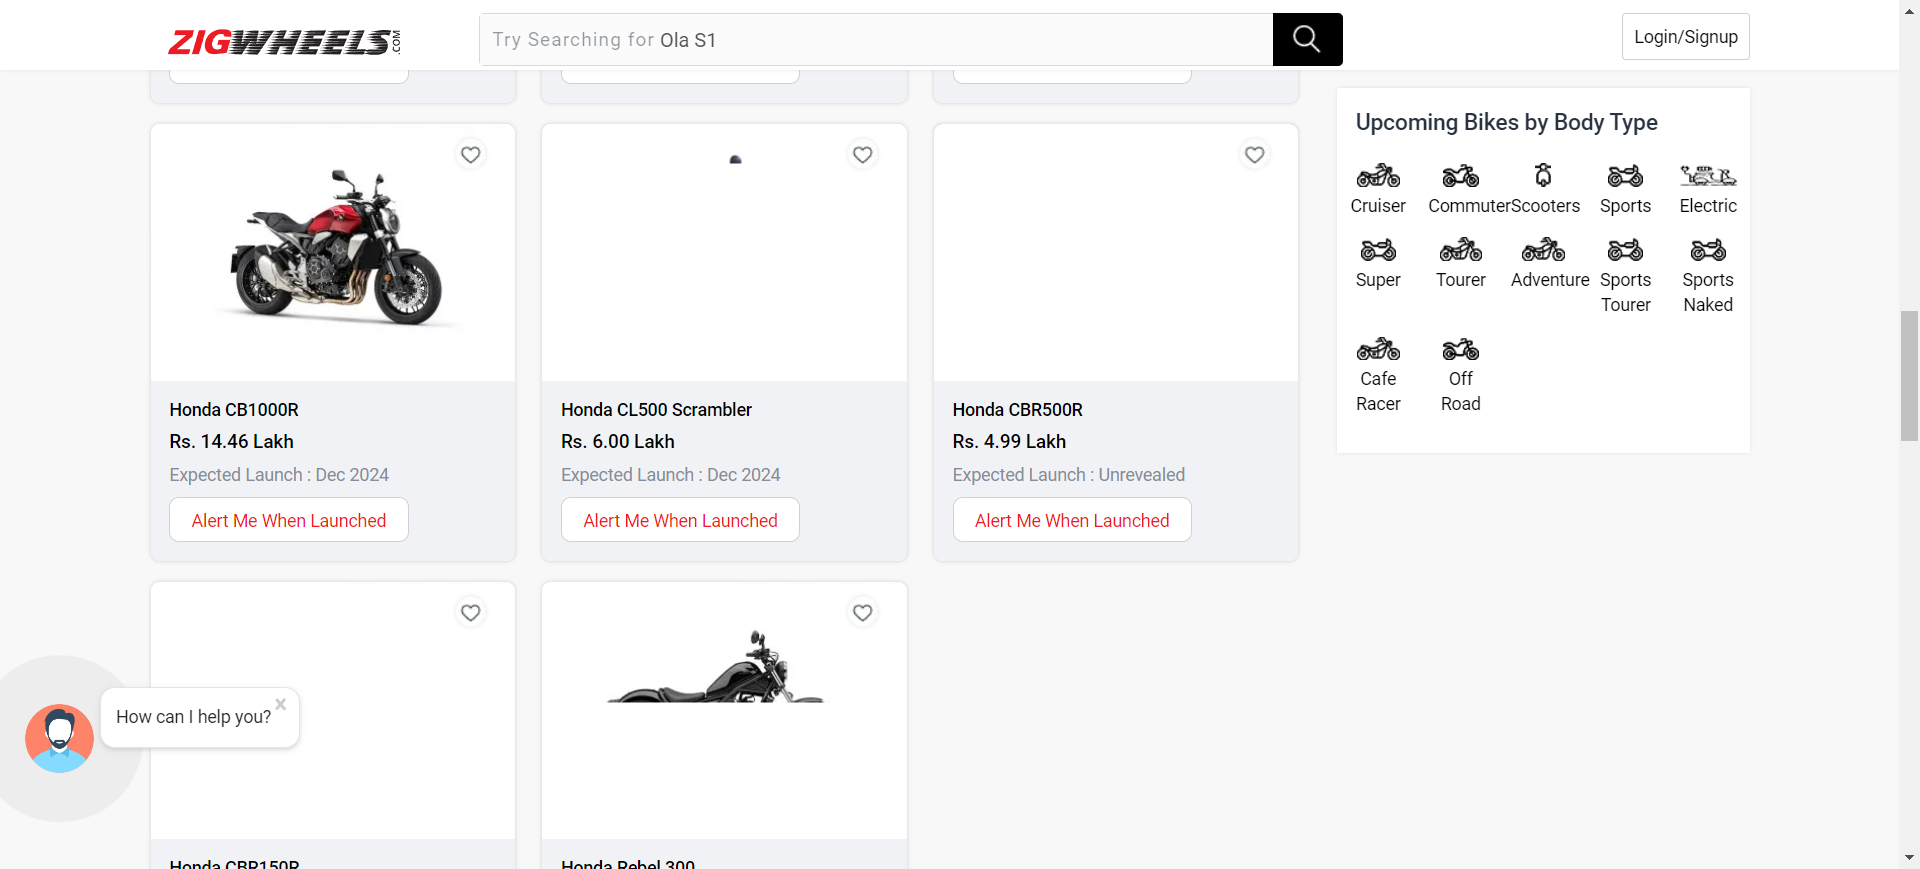 ZIGWHEELS.COM
Try Searching for Ola S1
Login/Signup
Honda CB1000R
Rs. 14.46 Lakh
Expected Launch : Dec 2024
Alert Me When Launched
Honda CL500 Scrambler
Rs. 6.00 Lakh
Expected Launch : Dec 2024
Alert Me When Launched
Honda CBR500R
Rs. 4.99 Lakh
Expected Launch : Unrevealed
Alert Me When Launched
Upcoming Bikes by Body Type
Cruiser
Commuter
Scooters
Sports
Electric
Super
Tourer
Adventure
Sports
Tourer
Sports
Naked
Cafe
Racer
Off
Road
How can I help you?
Honda CBR150R
Honda Rebel 300